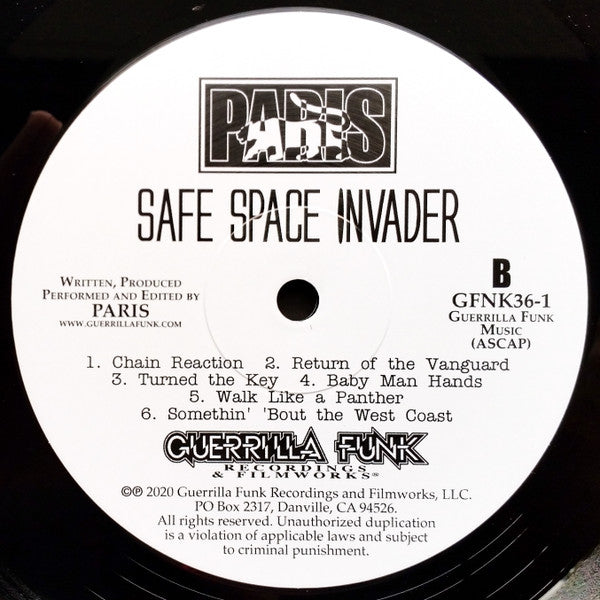 PARIS
SAFE SPACE INVADER
WRITTEN, PRODUCED
PERFORMED AND EDITED BY
PARIS
WWW.GUERRILLAFUNK.COM
B
GFNK36-1
GUERRILLA FUNK
MUSIC
(ASCAP)
1. Chain Reaction 2. Return of the Vanguard
3. Turned the Key 4. Baby Man Hands
5. Walk Like a Panther
6. Somethin' 'Bout the West Coast
GUERRILLA FUNK
RECORDINGS
& FILMWORKS
©℗ 2020 Guerrilla Funk Recordings and Filmworks, LLC.
PO Box 2317, Danville, CA 94526.
All rights reserved. Unauthorized duplication
is a violation of applicable laws and subject
to criminal punishment.